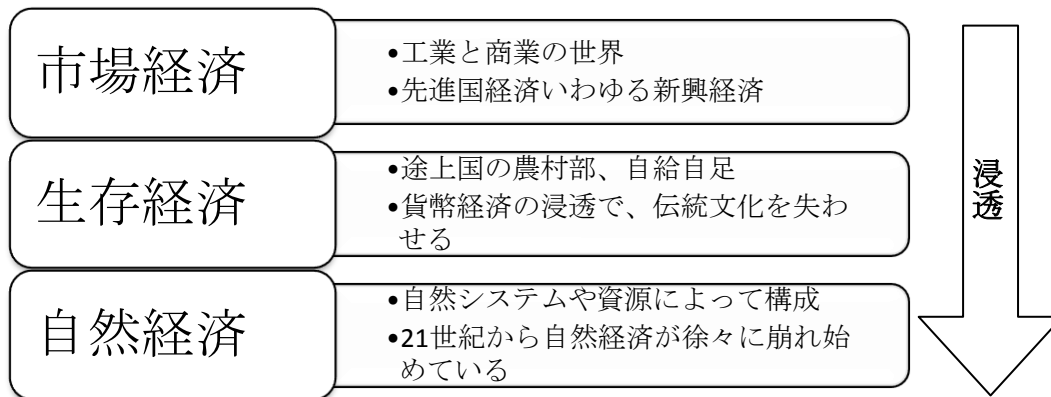 市場経済
•工業と商業の世界
•先進国経済いわゆる新興経済
生存経済
•途上国の農村部、自給自足
•貨幣経済の浸透で、伝統文化を失わ
せる
自然経済
•自然システムや資源によって構成
•21世紀から自然経済が徐々に崩れ始
めている
浸透